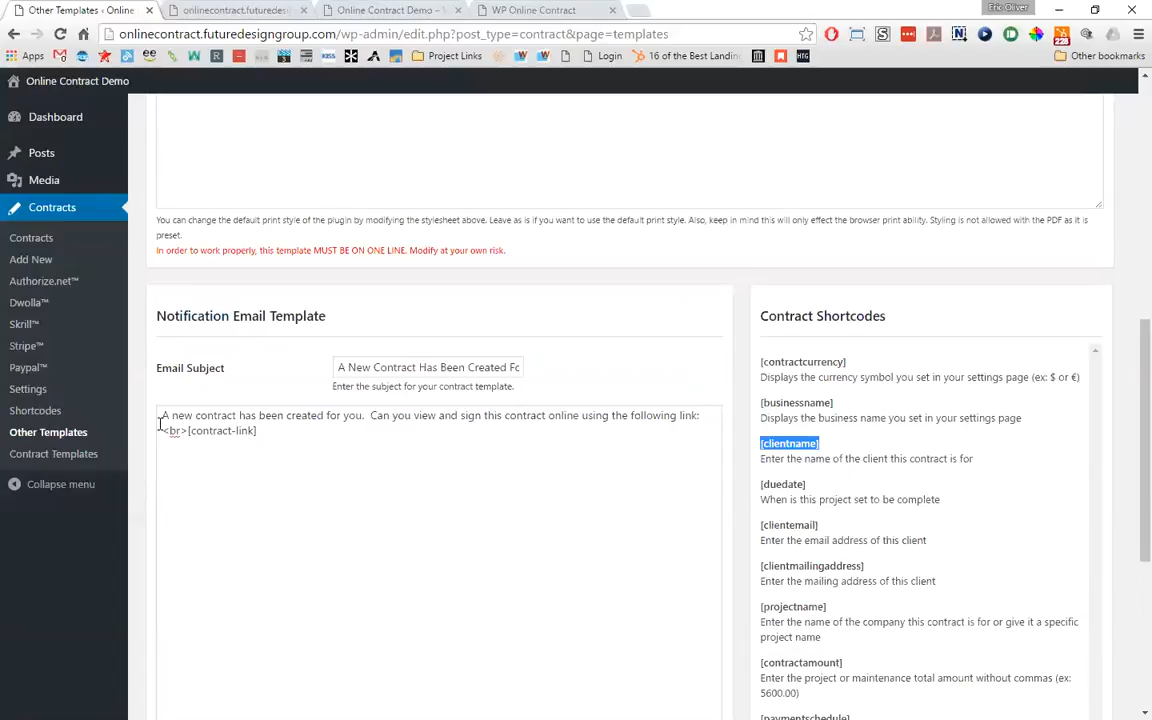 Other Templates ‹ Online
onlinecontract.futuredesi
Online Contract Demo –
WP Online Contract
Eric Oliver
onlinecontract.futuredesigngroup.com/wp-admin/edit.php?post_type=contract&page=templates
228
Apps
Project Links
Login
16 of the Best Landin
Other bookmarks
Online Contract Demo
Dashboard
Posts
Media
Contracts
Contracts
Add New
Authorize.net™
Dwolla™
Skrill™
Stripe™
Paypal™
Settings
Shortcodes
Other Templates
Contract Templates
Collapse menu
You can change the default print style of the plugin by modifying the stylesheet above. Leave as is if you want to use the default print style. Also, keep in mind this will only effect the browser print ability. Styling is not allowed with the PDF as it is
preset.
In order to work properly, this template MUST BE ON ONE LINE. Modify at your own risk.
Notification Email Template
Email Subject
A New Contract Has Been Created Fo
Enter the subject for your contract template.
A new contract has been created for you.  Can you view and sign this contract online using the following link:
<br>[contract-link]
Contract Shortcodes
[contractcurrency]
Displays the currency symbol you set in your settings page (ex: $ or €)
[businessname]
Displays the business name you set in your settings page
[clientname]
Enter the name of the client this contract is for
[duedate]
When is this project set to be complete
[clientemail]
Enter the email address of this client
[clientmailingaddress]
Enter the mailing address of this client
[projectname]
Enter the name of the company this contract is for or give it a specific
project name
[contractamount]
Enter the project or maintenance total amount without commas (ex:
5600.00)
[paymentschedule]